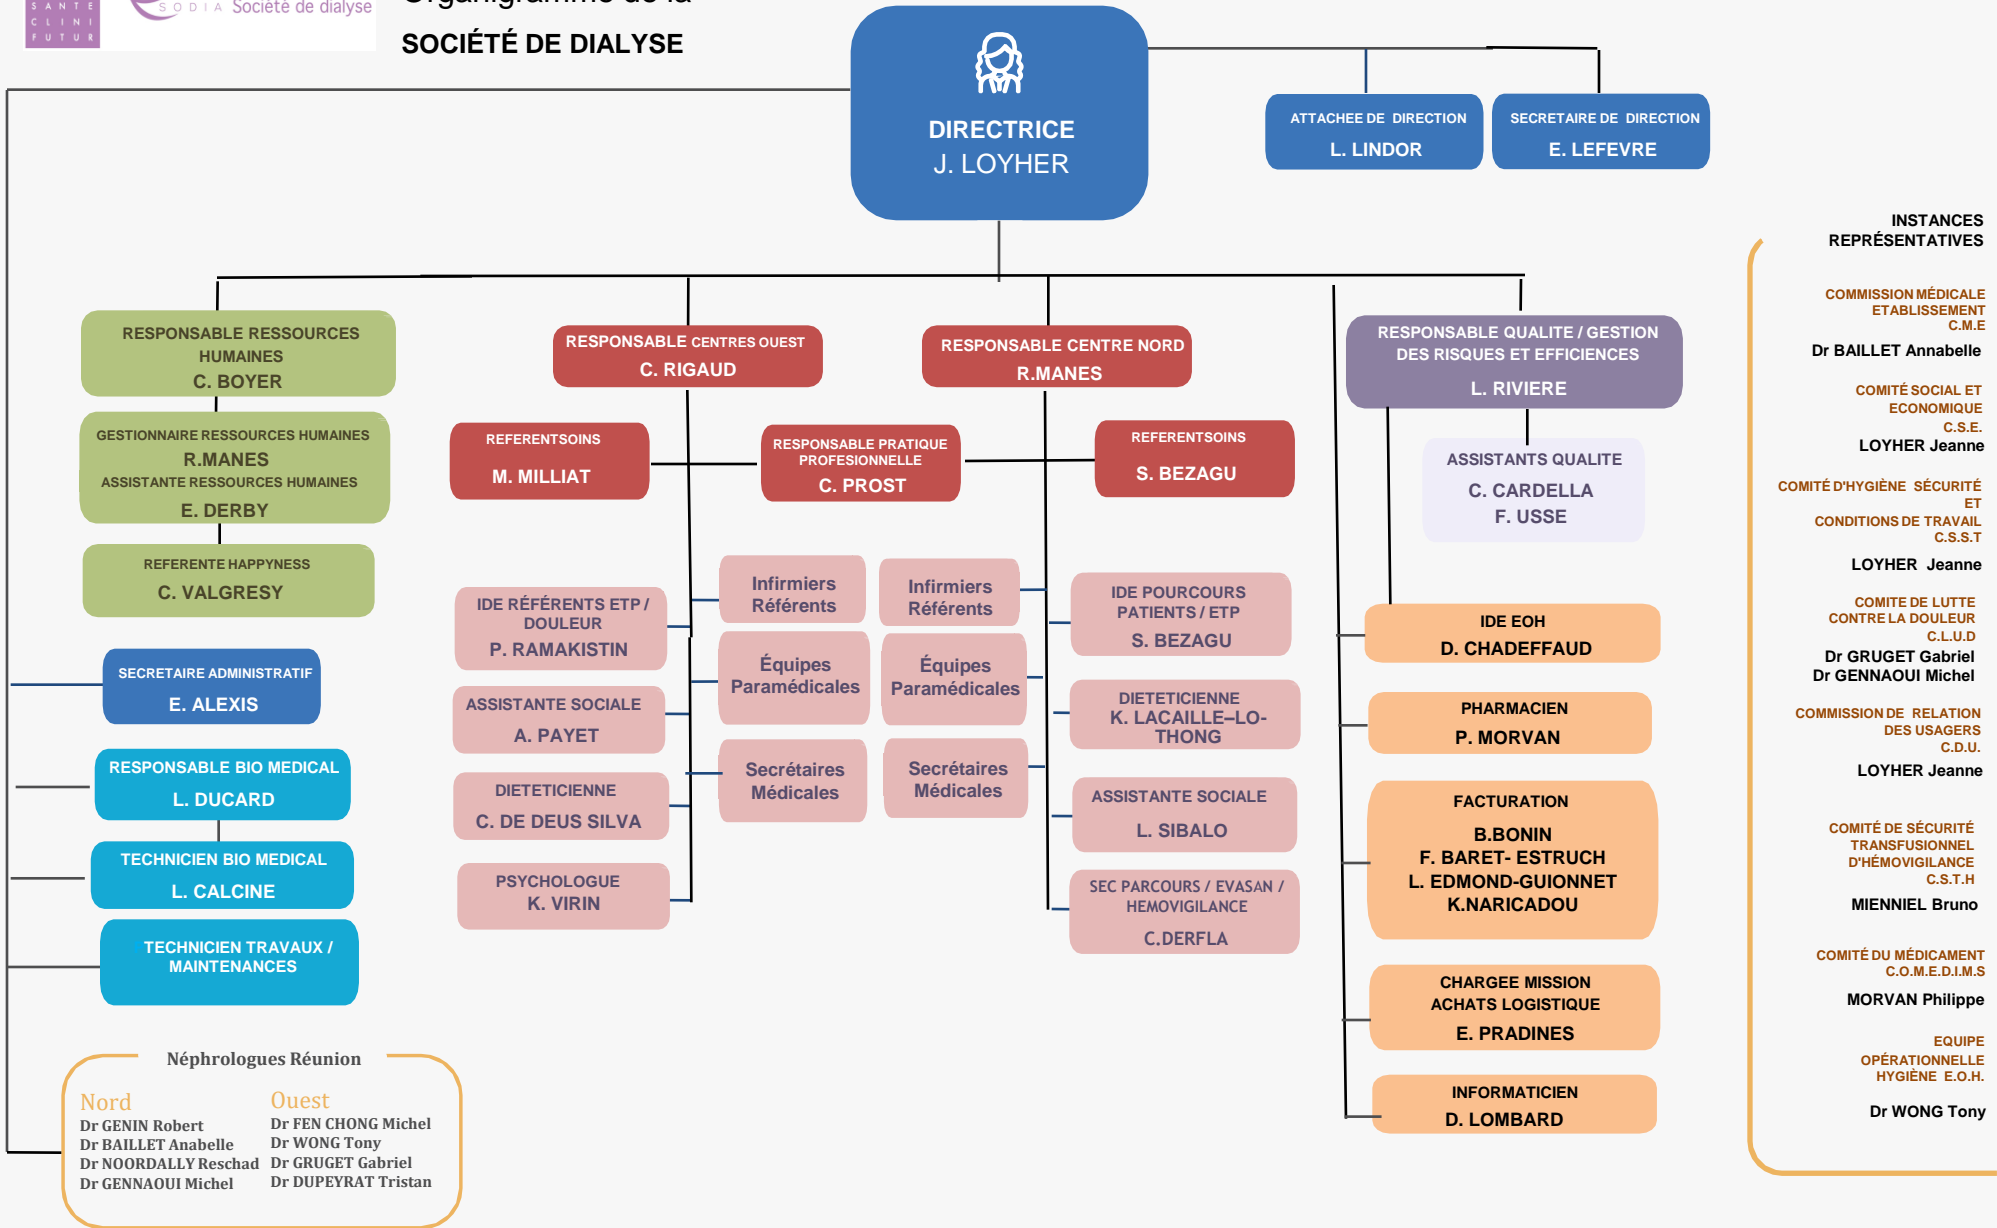 SANTE
CLINI
FUTUR
SODIA Société de dialyse
Organigramme de la
SOCIÉTÉ DE DIALYSE
DIRECTRICE
J. LOYHER
ATTACHEE DE DIRECTION
L. LINDOR
SECRETAIRE DE DIRECTION
E. LEFEVRE
RESPONSABLE RESSOURCES
HUMAINES
C. BOYER
GESTIONNAIRE RESSOURCES HUMAINES
R.MANES
ASSISTANTE RESSOURCES HUMAINES
E. DERBY
REFERENTE HAPPYNESS
C. VALGRESY
SECRETAIRE ADMINISTRATIF
E. ALEXIS
RESPONSABLE BIO MEDICAL
L. DUCARD
TECHNICIEN BIO MEDICAL
L. CALCINE
TECHNICIEN TRAVAUX /
MAINTENANCES
Néphrologues Réunion
Nord
Dr GENIN Robert
Dr BAILLET Anabelle
Dr NOORDALLY Reschad
Dr GENNAOUI Michel
Ouest
Dr FEN CHONG Michel
Dr WONG Tony
Dr GRUGET Gabriel
Dr DUPEYRAT Tristan
RESPONSABLE CENTRES OUEST
C. RIGAUD
RESPONSABLE CENTRE NORD
R.MANES
REFERENTSOINS
M. MILLIAT
RESPONSABLE PRATIQUE
PROFESIONNELLE
C. PROST
REFERENTSOINS
S. BEZAGU
IDE RÉFÉRENTS ETP /
DOULEUR
P. RAMAKISTIN
ASSISTANTE SOCIALE
A. PAYET
DIETETICIENNE
C. DE DEUS SILVA
PSYCHOLOGUE
K. VIRIN
Infirmiers
Référents
Équipes
Paramédicales
Secrétaires
Médicales
Infirmiers
Référents
Équipes
Paramédicales
Secrétaires
Médicales
IDE POURCOURS
PATIENTS / ETP
S. BEZAGU
DIETETICIENNE
K. LACAILLE–LO-
THONG
ASSISTANTE SOCIALE
L. SIBALO
SEC PARCOURS / EVASAN /
HEMOVIGILANCE
C.DERFLA
RESPONSABLE QUALITE / GESTION
DES RISQUES ET EFFICIENCES
L. RIVIERE
ASSISTANTS QUALITE
C. CARDELLA
F. USSE
IDE EOH
D. CHADEFFAUD
PHARMACIEN
P. MORVAN
FACTURATION
B.BONIN
F. BARET- ESTRUCH
L. EDMOND-GUIONNET
K.NARICADOU
CHARGEE MISSION
ACHATS LOGISTIQUE
E. PRADINES
INFORMATICIEN
D. LOMBARD
INSTANCES
REPRÉSENTATIVES
COMMISSION MÉDICALE
ETABLISSEMENT
C.M.E
Dr BAILLET Annabelle
COMITÉ SOCIAL ET
ECONOMIQUE
C.S.E.
LOYHER Jeanne
COMITÉ D'HYGIÈNE SÉCURITÉ
ET
CONDITIONS DE TRAVAIL
C.S.S.T
LOYHER Jeanne
COMITE DE LUTTE
CONTRE LA DOULEUR
C.L.U.D
Dr GRUGET Gabriel
Dr GENNAOUI Michel
COMMISSION DE RELATION
DES USAGERS
C.D.U.
LOYHER Jeanne
COMITÉ DE SÉCURITÉ
TRANSFUSIONNEL
D'HÉMOVIGILANCE
C.S.T.H
MIENNIEL Bruno
COMITÉ DU MÉDICAMENT
C.O.M.E.D.I.M.S
MORVAN Philippe
EQUIPE
OPÉRATIONNELLE
HYGIÈNE E.O.H.
Dr WONG Tony